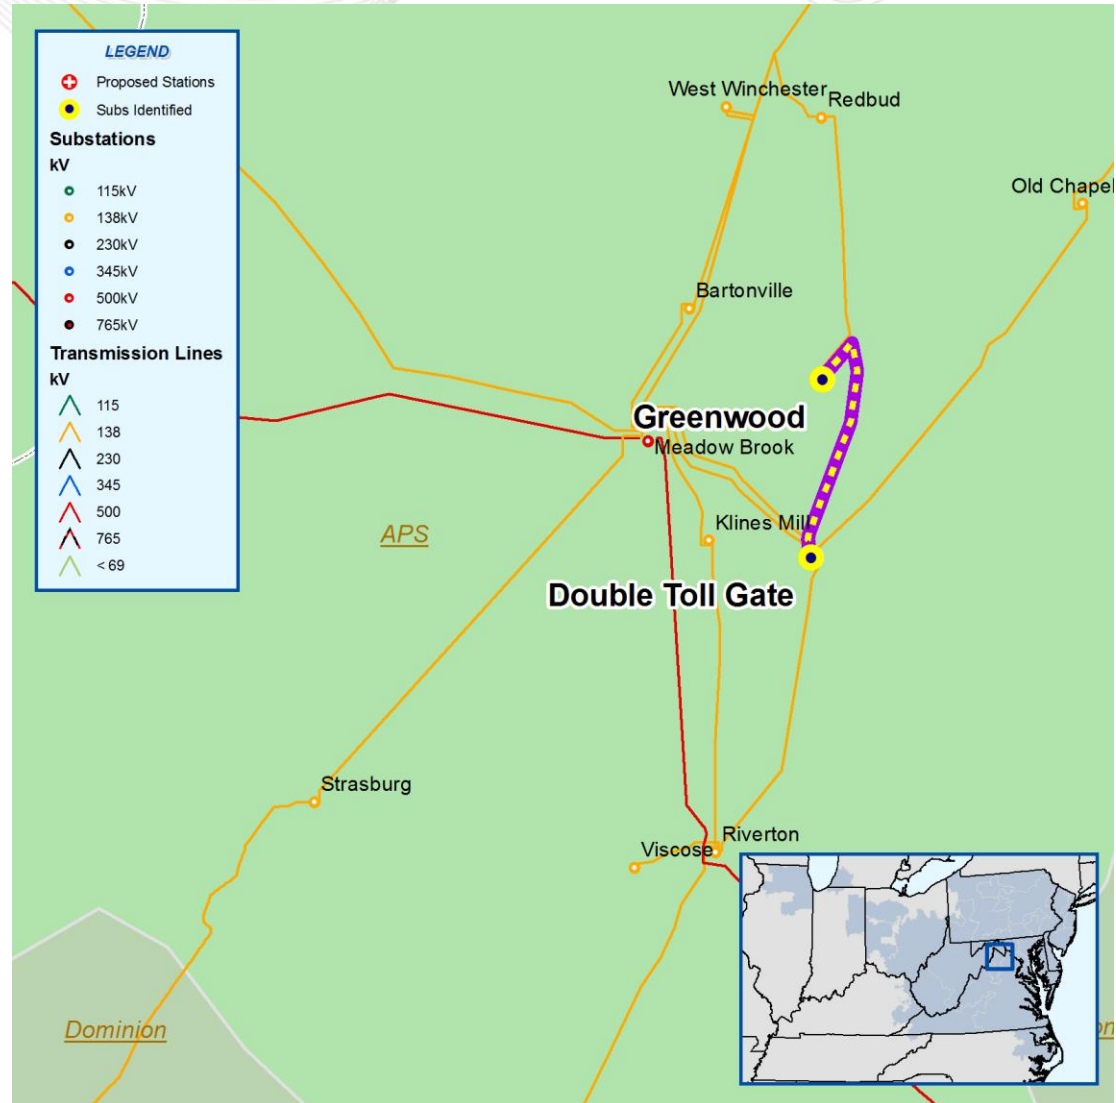 LEGEND
Proposed Stations
Subs Identified
Substations
kV
115kV
138kV
230kV
345kV
500kV
765kV
Transmission Lines
kV
115
138
230
345
500
765
< 69
West Winchester
Redbud
Old Chapel
Bartonville
Greenwood
Meadow Brook
Klines Mill
APS
Double Toll Gate
Strasburg
Riverton
Viscose
Dominion
on